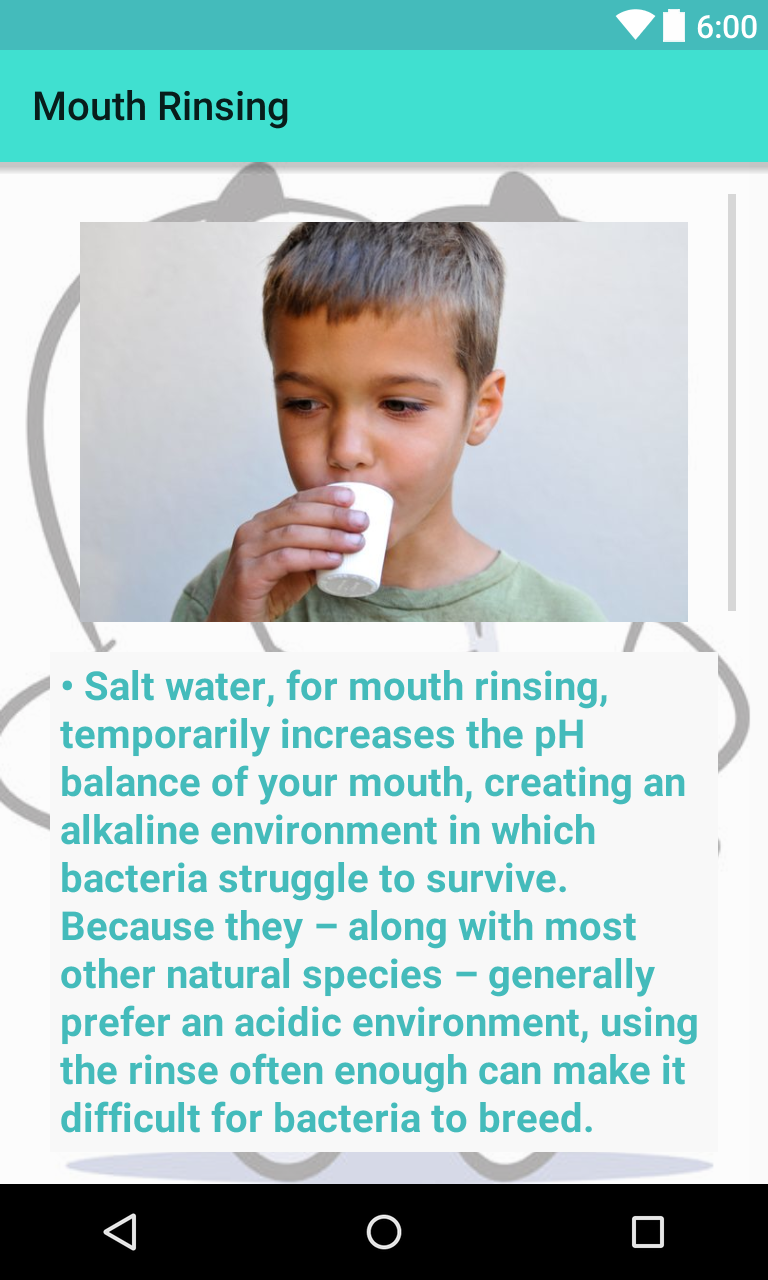 6:00
Mouth Rinsing
• Salt water, for mouth rinsing,
temporarily increases the pH
balance of your mouth, creating an
alkaline environment in which
bacteria struggle to survive.
Because they – along with most
other natural species – generally
prefer an acidic environment, using
the rinse often enough can make it
difficult for bacteria to breed.